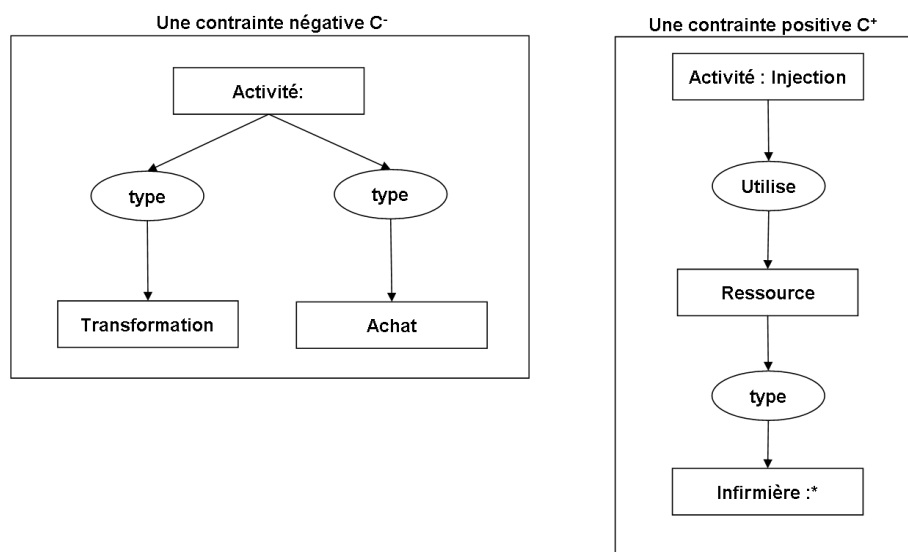 Une contrainte négative C⁻
Activité:
type
type
Transformation
Achat
Une contrainte positive C⁺
Activité : Injection
Utilise
Ressource
type
Infirmière :*